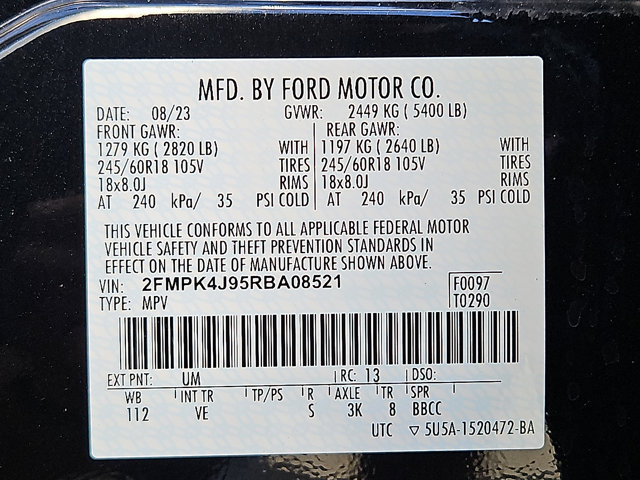 MFD. BY FORD MOTOR CO.
DATE: 08/23 GVWR: 2449 KG ( 5400 LB)
FRONT GAWR: REAR GAWR:
1279 KG ( 2820 LB) WITH 1197 KG ( 2640 LB) WITH
245/60R18 105V TIRES 245/60R18 105V TIRES
18x8.0J RIMS 18x8.0J RIMS
AT 240 kPa/ 35 PSI COLD AT 240 kPa/ 35 PSI COLD
THIS VEHICLE CONFORMS TO ALL APPLICABLE FEDERAL MOTOR
VEHICLE SAFETY AND THEFT PREVENTION STANDARDS IN
EFFECT ON THE DATE OF MANUFACTURE SHOWN ABOVE.
VIN: 2FMPK4J95RBA08521 F0097
TYPE: MPV T0290
EXT PNT: UM RC: 13 DSO:
WB INT TR TP/PS R AXLE TR SPR
112 VE S 3K 8 BBCC
UTC ▽ 5U5A-1520472-BA